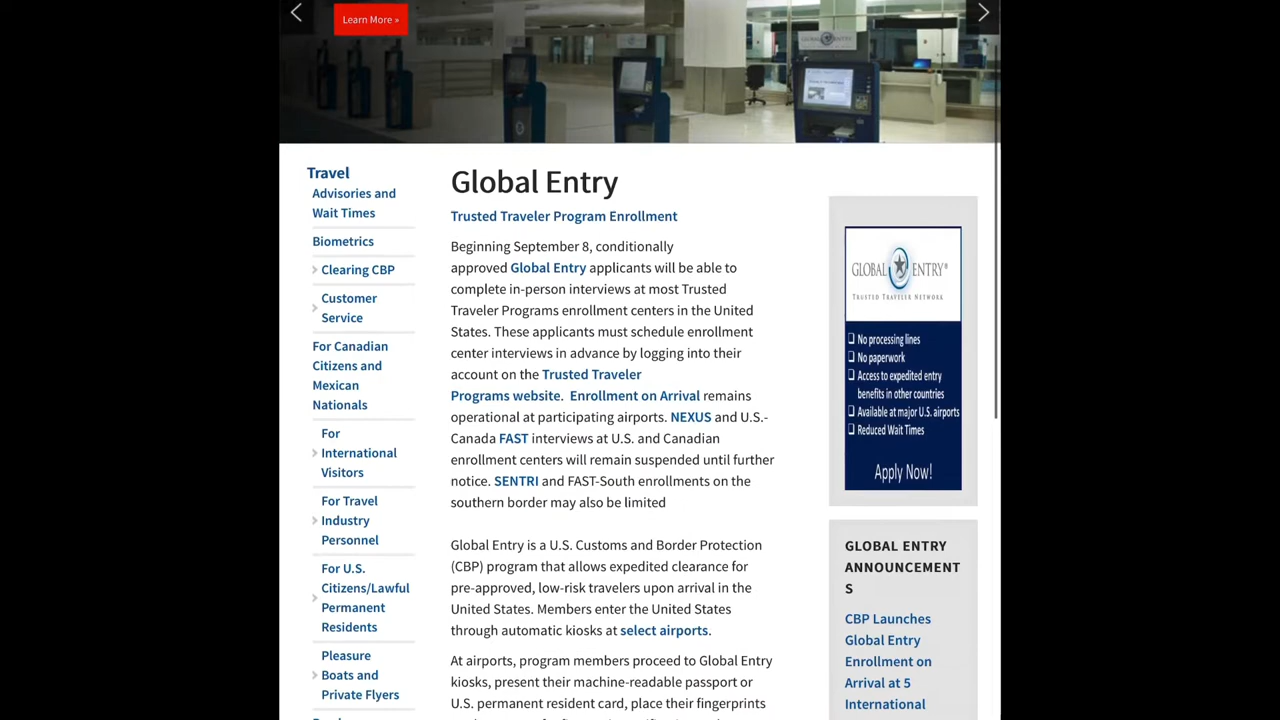 Learn More »
GLOBAL ENTRY
Travel
Advisories and
Wait Times
Biometrics
Clearing CBP
Customer
Service
For Canadian
Citizens and
Mexican
Nationals
For
International
Visitors
For Travel
Industry
Personnel
For U.S.
Citizens/Lawful
Permanent
Residents
Pleasure
Boats and
Private Flyers
Global Entry
Trusted Traveler Program Enrollment
Beginning September 8, conditionally
approved Global Entry applicants will be able to
complete in-person interviews at most Trusted
Traveler Programs enrollment centers in the United
States. These applicants must schedule enrollment
center interviews in advance by logging into their
account on the Trusted Traveler
Programs website. Enrollment on Arrival remains
operational at participating airports. NEXUS and U.S.-
Canada FAST interviews at U.S. and Canadian
enrollment centers will remain suspended until further
notice. SENTRI and FAST-South enrollments on the
southern border may also be limited
Global Entry is a U.S. Customs and Border Protection
(CBP) program that allows expedited clearance for
pre-approved, low-risk travelers upon arrival in the
United States. Members enter the United States
through automatic kiosks at select airports.
At airports, program members proceed to Global Entry
kiosks, present their machine-readable passport or
U.S. permanent resident card, place their fingerprints
GLOBAL ENTRY®
TRUSTED TRAVELER NETWORK
No processing lines
No paperwork
Access to expedited entry
benefits in other countries
Available at major U.S. airports
Reduced Wait Times
Apply Now!
GLOBAL ENTRY
ANNOUNCEMENT
S
CBP Launches
Global Entry
Enrollment on
Arrival at 5
International